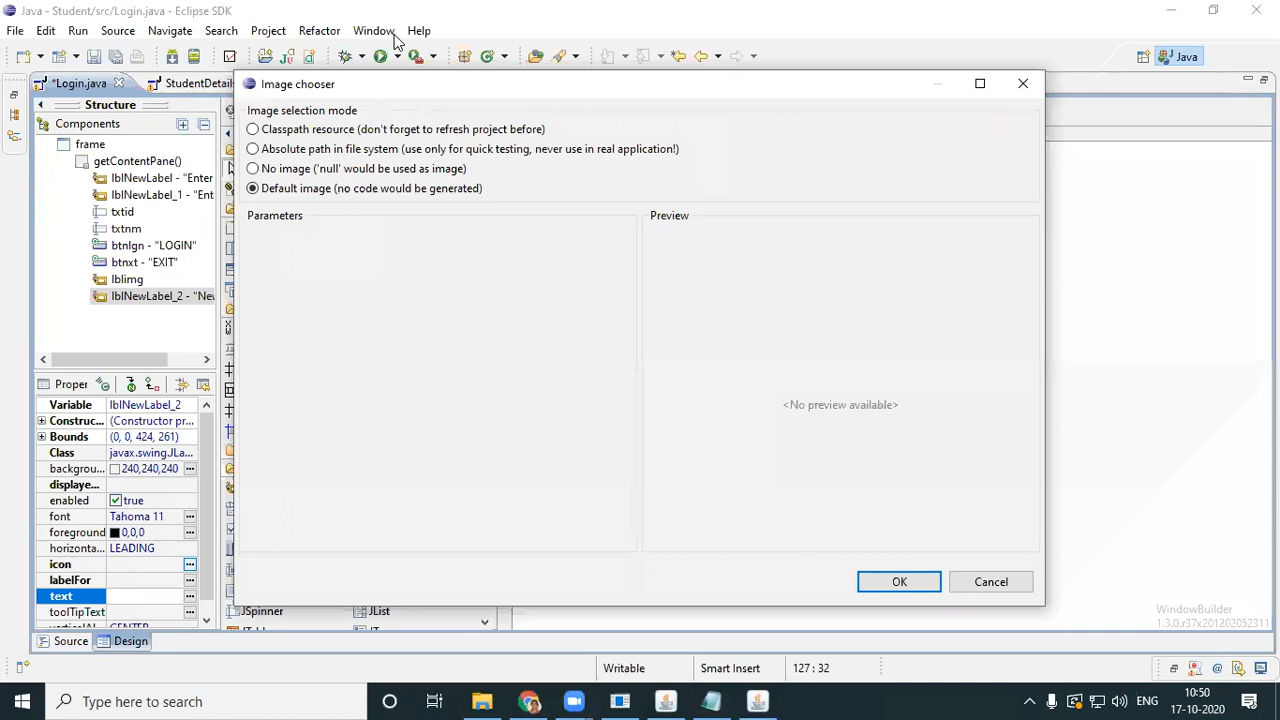 Java - Student/src/Login.java - Eclipse SDK
File Edit Run Source Navigate Search Project Refactor Window Help
Java
*Login.java
StudentDetails
Structure
Components
frame
getContentPane()
lblNewLabel - "Enter
lblNewLabel_1 - "Ent
txtid
txtnm
btnlgn - "LOGIN"
btnxt - "EXIT"
lblimg
lblNewLabel_2 - "New
Image chooser
Image selection mode
Classpath resource (don't forget to refresh project before)
Absolute path in file system (use only for quick testing, never use in real application!)
No image ('null' would be used as image)
Default image (no code would be generated)
Parameters
Preview
<No preview available>
OK
Cancel
Proper
Variable lblNewLabel_2
Construc... (Constructor pr...
Bounds (0, 0, 424, 261)
Class javax.swing.JLa...
backgrou... 240,240,240
displaye...
enabled true
font Tahoma 11
foreground 0,0,0
horizonta... LEADING
icon
labelFor
text
toolTipText
JSpinner
JList
WindowBuilder
1.3.0.r37x201202052311
Source
Design
Writable
Smart Insert
127 : 32
Type here to search
ENG
10:50
17-10-2020